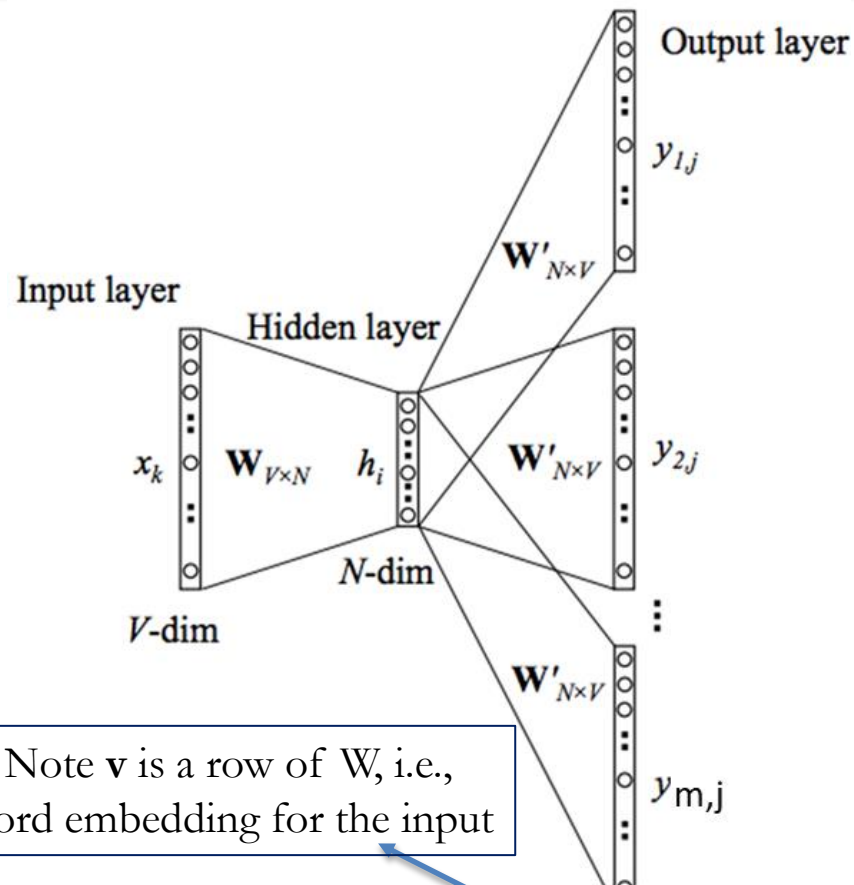 Output layer
y1,j
W'N×V
Input layer
Hidden layer
xk
WV×N
hi
W'N×V
y2,j
N-dim
V-dim
W'N×V
Note v is a row of W, i.e.,
embedding for the input
ym,j